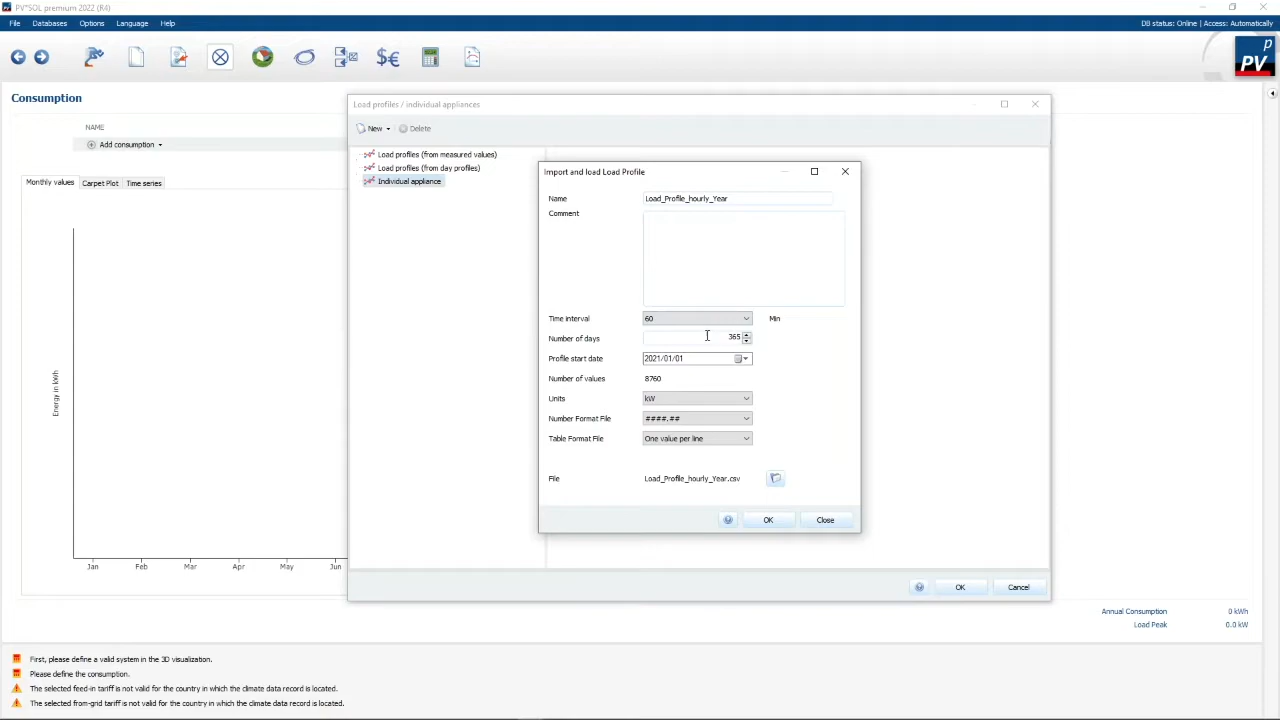 PV*SOL premium 2022 (R4)
File Databases Options Language Help
DB status: Online | Access: Automatically
p
PV
Consumption
NAME
Add consumption
Monthly values Carpet Plot Time series
Energy in kWh
Jan Feb Mar Apr May Jun
Load profiles / individual appliances
New Delete
Load profiles (from measured values)
Load profiles (from day profiles)
Individual appliance
Import and load Load Profile
Name Load_Profile_hourly_Year
Comment
Time interval 60 Min
Number of days 365
Profile start date 2021/01/01
Number of values 8760
Units kW
Number Format File ####.##
Table Format File One value per line
File Load_Profile_hourly_Year.csv
OK Close
OK Cancel
Annual Consumption 0 kWh
Load Peak 0.0 kW
First, please define a valid system in the 3D visualization.
Please define the consumption.
The selected feed-in tariff is not valid for the country in which the climate data record is located.
The selected from-grid tariff is not valid for the country in which the climate data record is located.